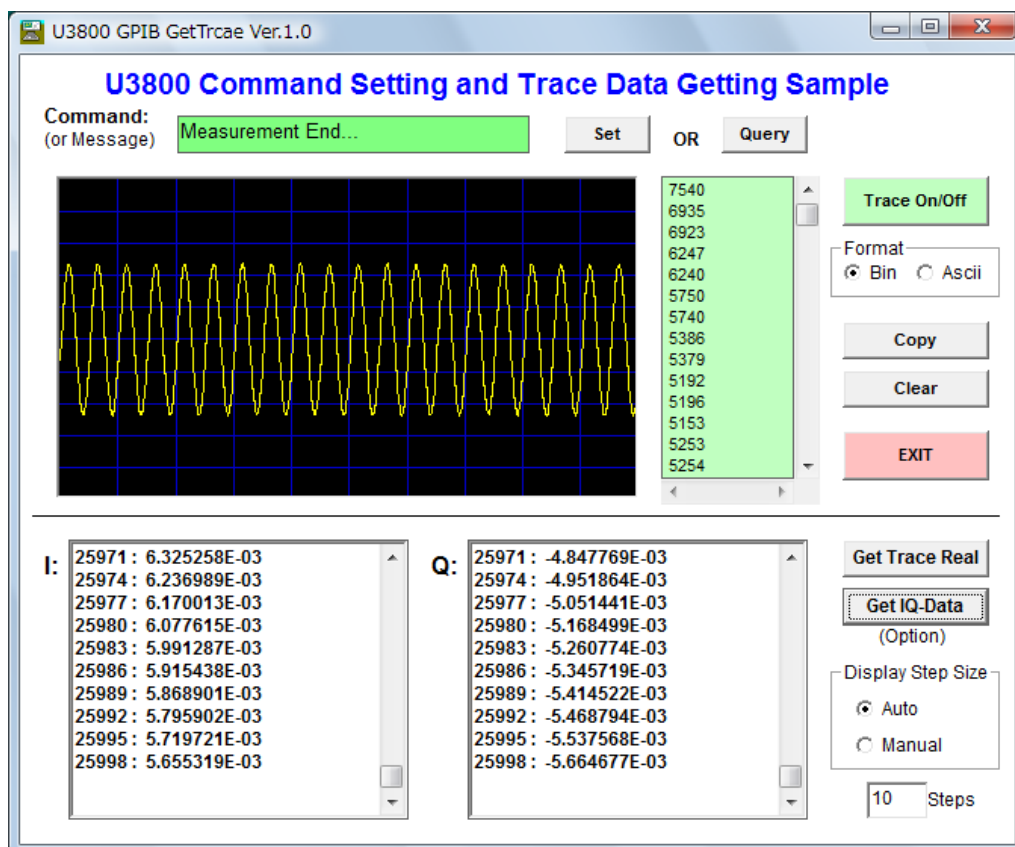 U3800 GPIB GetTrcae Ver.1.0
U3800 Command Setting and Trace Data Getting Sample
Command:
(or Message)
Measurement End...
Set
OR
Query
7540
6935
6923
6247
6240
5750
5740
5386
5379
5192
5196
5153
5253
5254
Trace On/Off
Format
Bin
Ascii
Copy
Clear
EXIT
I:
25971 : 6.325258E-03
25974 : 6.236989E-03
25977 : 6.170013E-03
25980 : 6.077615E-03
25983 : 5.991287E-03
25986 : 5.915438E-03
25989 : 5.868901E-03
25992 : 5.795902E-03
25995 : 5.719721E-03
25998 : 5.655319E-03
Q:
25971 : -4.847769E-03
25974 : -4.951864E-03
25977 : -5.051441E-03
25980 : -5.168499E-03
25983 : -5.260774E-03
25986 : -5.345719E-03
25989 : -5.414522E-03
25992 : -5.468794E-03
25995 : -5.537568E-03
25998 : -5.664677E-03
Get Trace Real
Get IQ-Data
(Option)
Display Step Size
Auto
Manual
10 Steps